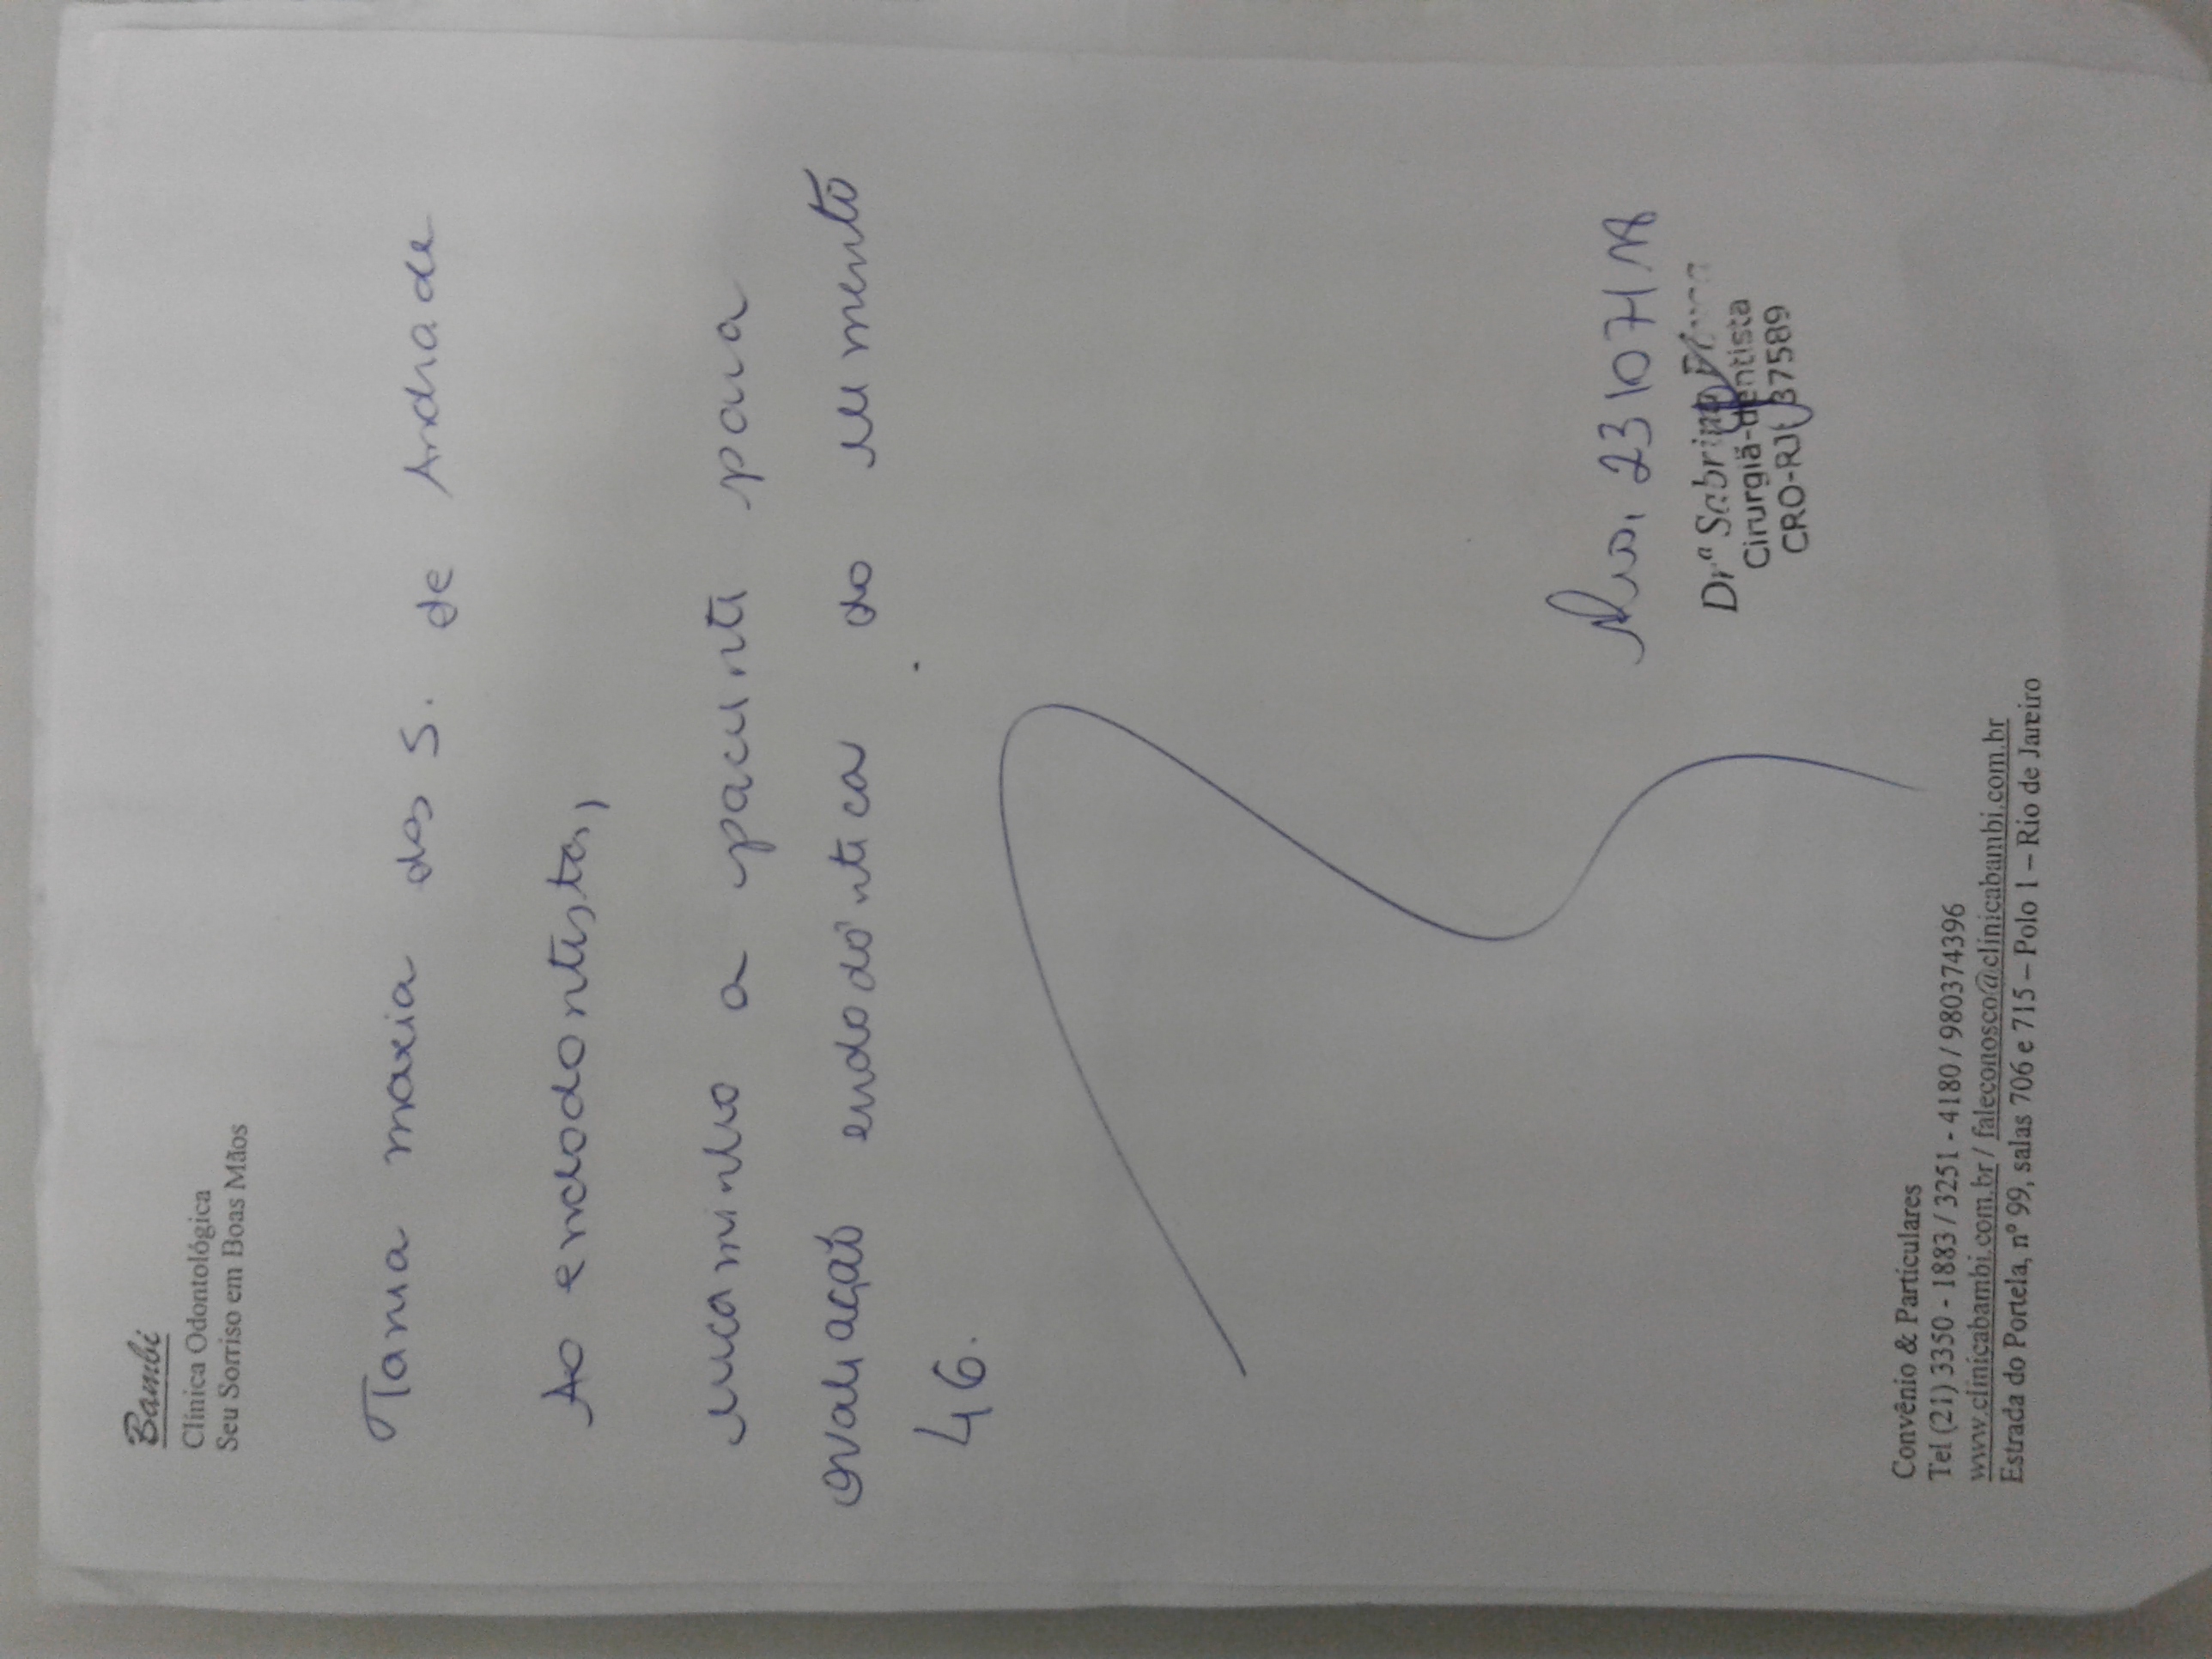 Bambi
Clínica Odontológica
Seu Sorriso em Boas Mãos
Tania maria dos S. de Andrade
Ao endodontista,
encaminho a paciente para
avaliação endodôntica do elemento
46.
23/07/18
Drª Sabrina
Cirurgiã-dentista
CRO-RJ 37589
Convênio & Particulares
Tel (21) 3350 - 1883 / 3251 - 4180 / 980374396
www.clinicabambi.com.br / faleconosco@clinicabambi.com.br
Estrada do Portela, nº 99, salas 706 e 715 – Polo 1 – Rio de Janeiro